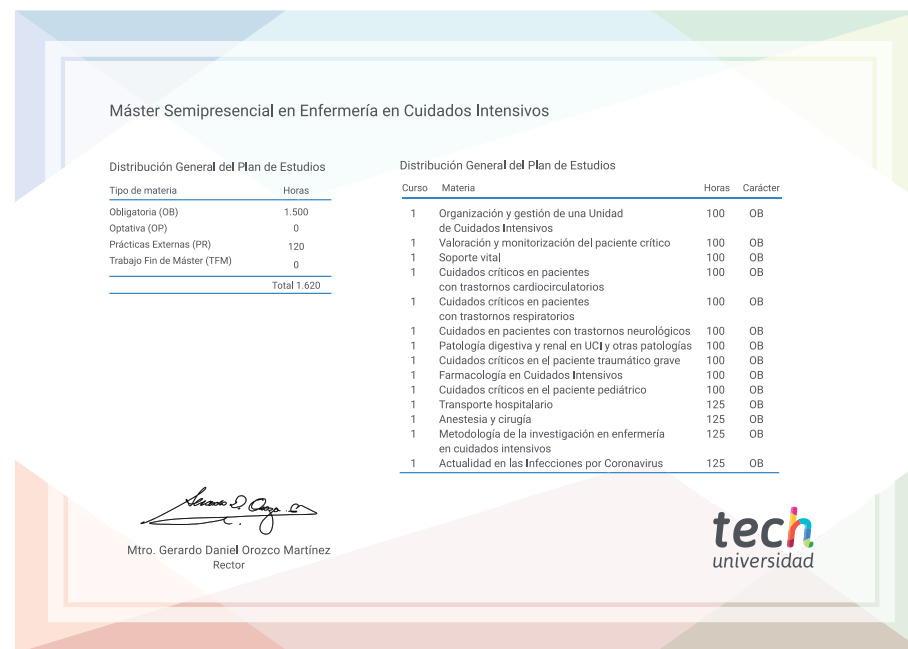 Máster Semipresencial en Enfermería en Cuidados Intensivos
Distribución General del Plan de Estudios
Tipo de materia Horas
Obligatoria (OB) 1.500
Optativa (OP) 0
Prácticas Externas (PR) 120
Trabajo Fin de Máster (TFM) 0
Total 1.620
Distribución General del Plan de Estudios
Curso Materia Horas Carácter
1 Organización y gestión de una Unidad 100 OB
de Cuidados Intensivos
1 Valoración y monitorización del paciente crítico 100 OB
1 Soporte vital 100 OB
1 Cuidados críticos en pacientes 100 OB
con trastornos cardiocirculatorios
1 Cuidados críticos en pacientes 100 OB
con trastornos respiratorios
1 Cuidados en pacientes con trastornos neurológicos 100 OB
1 Patología digestiva y renal en UCI y otras patologías 100 OB
1 Cuidados críticos en el paciente traumático grave 100 OB
1 Farmacología en Cuidados Intensivos 100 OB
1 Cuidados críticos en el paciente pediátrico 100 OB
1 Transporte hospitalario 125 OB
1 Anestesia y cirugía 125 OB
1 Metodología de la investigación en enfermería 125 OB
en cuidados intensivos
1 Actualidad en las Infecciones por Coronavirus 125 OB
Mtro. Gerardo Daniel Orozco Martínez
Rector
tech
universidad